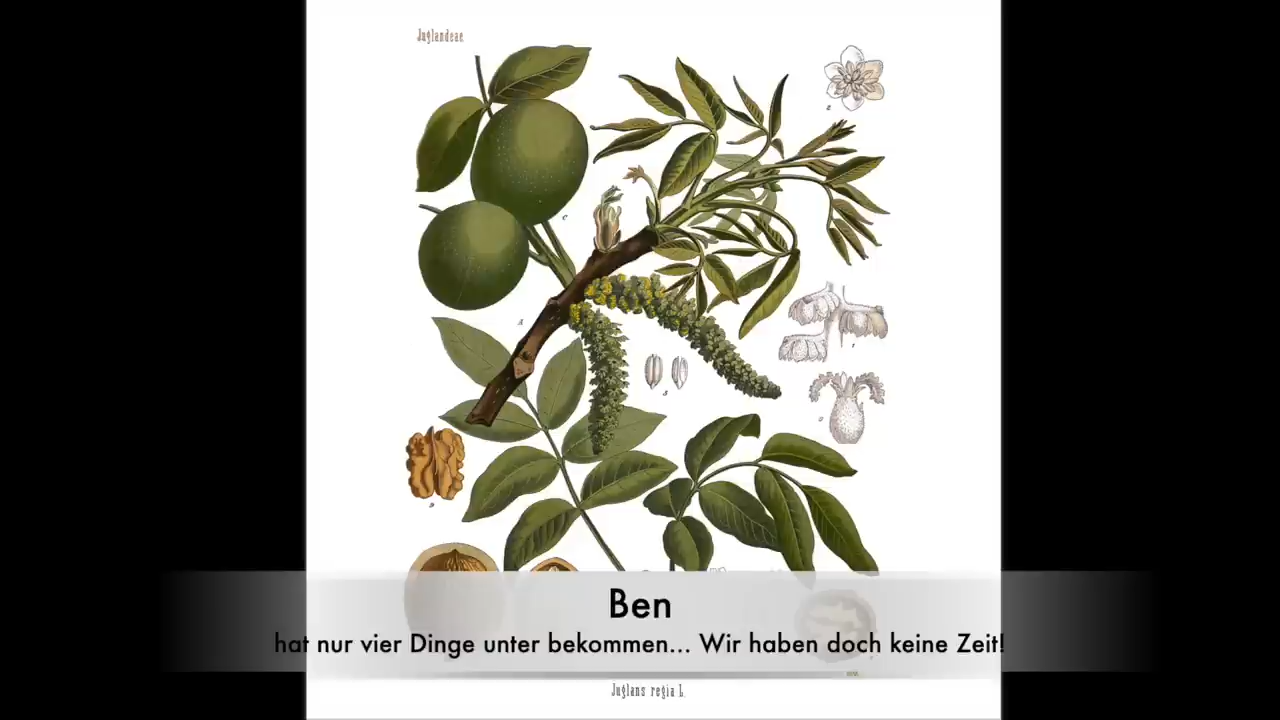 Juglandeae.
Ben
hat nur vier Dinge unter bekommen... Wir haben doch keine Zeit!
Juglans regia L.